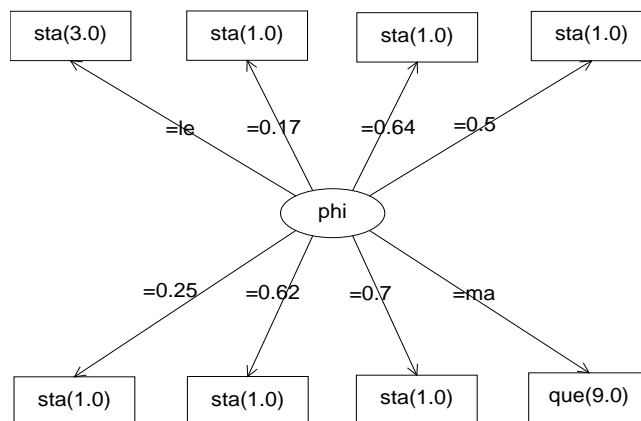 sta(3.0) sta(1.0) sta(1.0) sta(1.0)
=le =0.17 =0.64 =0.5
phi
=0.25 =0.62 =0.7 =ma
sta(1.0) sta(1.0) sta(1.0) que(9.0)